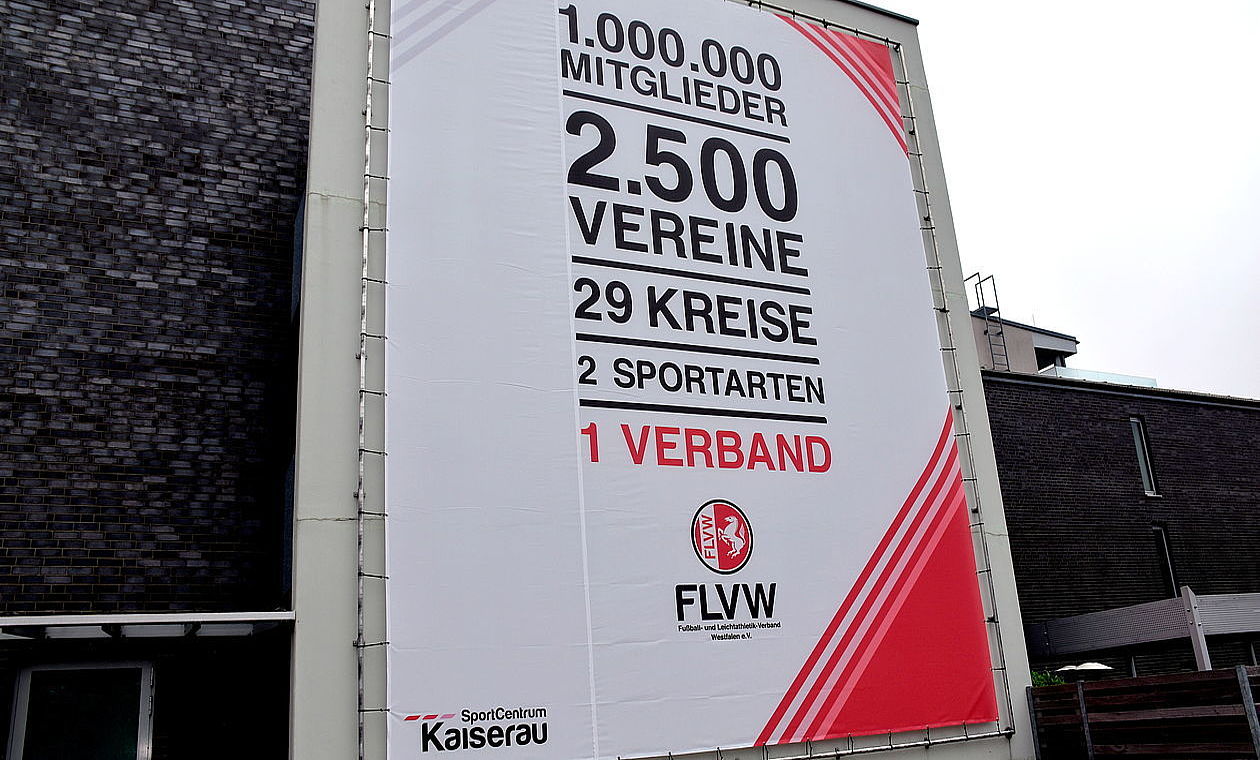 1.000.000
MITGLIEDER
2.500
VEREINE
29 KREISE
2 SPORTARTEN
1 VERBAND
FLVW
FLVW
Fußball- und Leichtathletik-Verband
Westfalen e.V.
SportCentrum
Kaiserau